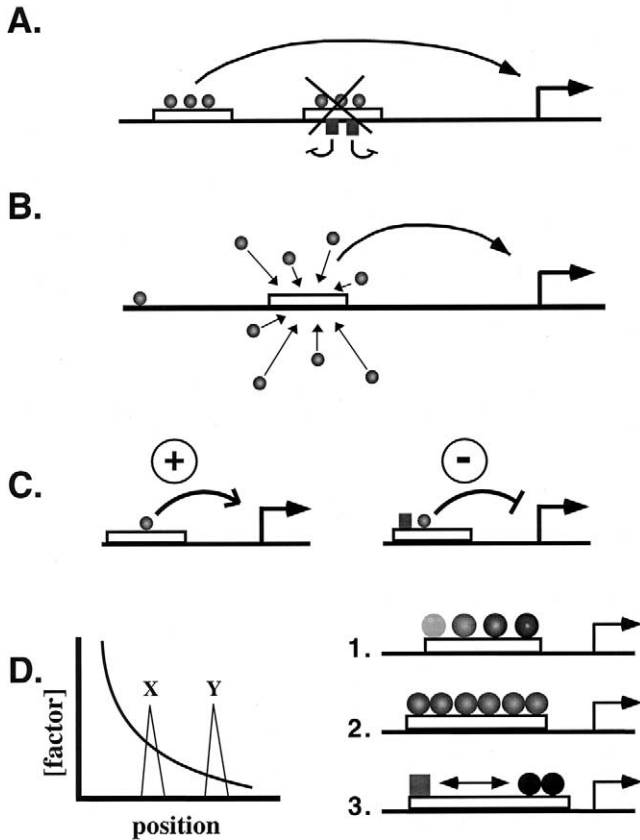 A.
B.
C.
+
-
D.
[factor]
X Y
position
1.
2.
3.